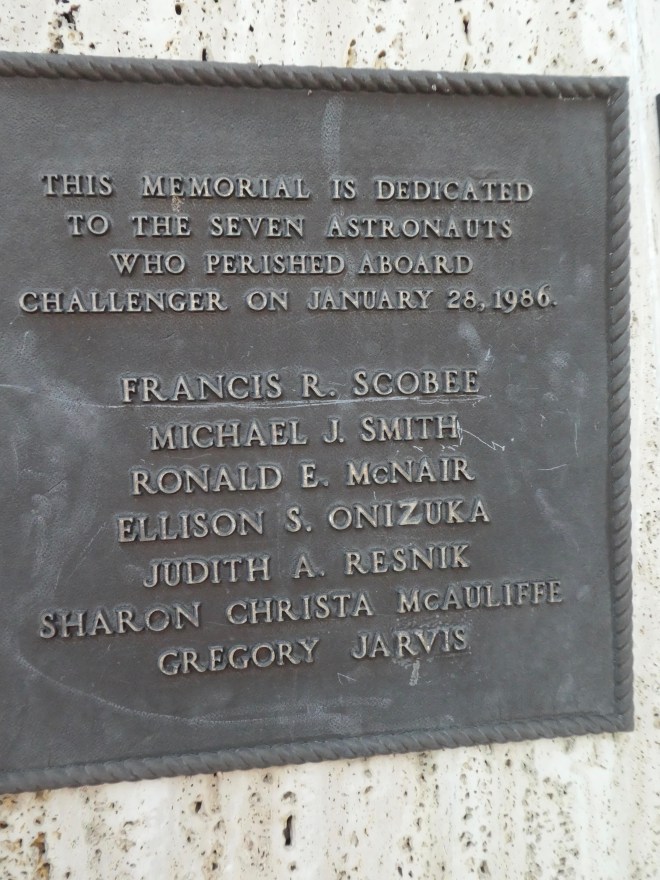 THIS MEMORIAL IS DEDICATED
TO THE SEVEN ASTRONAUTS
WHO PERISHED ABOARD
CHALLENGER ON JANUARY 28, 1986.
FRANCIS R. SCOBEE
MICHAEL J. SMITH
RONALD E. McNAIR
ELLISON S. ONIZUKA
JUDITH A. RESNIK
SHARON CHRISTA McAULIFFE
GREGORY JARVIS